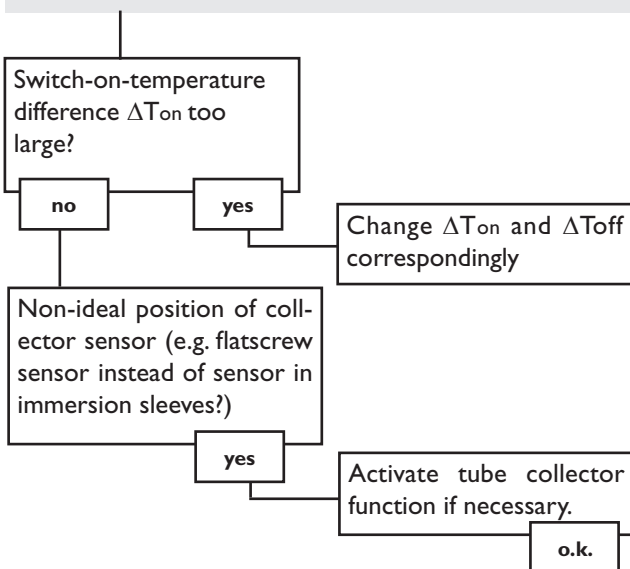 Switch-on-temperature
difference ΔTon too
large?
no
yes
Change ΔTon and ΔToff
correspondingly
Non-ideal position of coll-
ector sensor (e.g. flatscrew
sensor instead of sensor in
immersion sleeves?)
yes
Activate tube collector
function if necessary.
o.k.